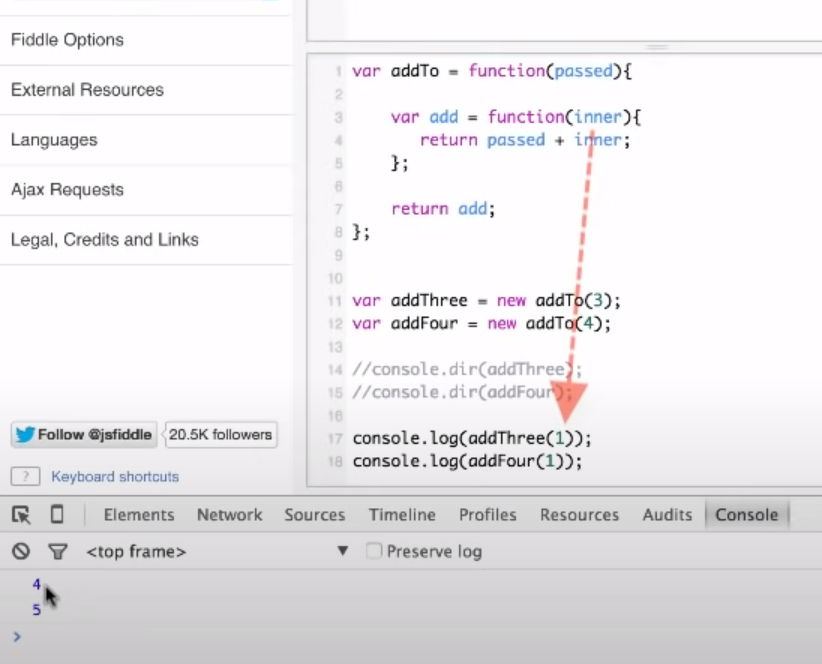 Fiddle Options
External Resources
Languages
Ajax Requests
Legal, Credits and Links
Follow @jsfiddle 20.5K followers
? Keyboard shortcuts
1 var addTo = function(passed){
2
3 var add = function(inner){
4 return passed + inner;
5 };
6
7 return add;
8 };
9
10
11 var addThree = new addTo(3);
12 var addFour = new addTo(4);
13
14 //console.dir(addThree);
15 //console.dir(addFour);
16
17 console.log(addThree(1));
18 console.log(addFour(1));
Elements Network Sources Timeline Profiles Resources Audits Console
<top frame> ▼ Preserve log
4
5
>